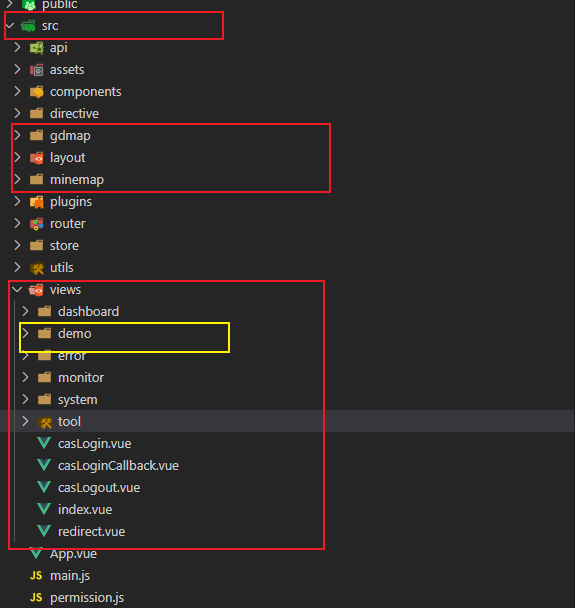 public
src
api
assets
components
directive
gdmap
layout
minemap
plugins
router
store
utils
views
dashboard
demo
error
monitor
system
tool
casLogin.vue
casLoginCallback.vue
casLogout.vue
index.vue
redirect.vue
App.vue
JS main.js
JS permission.js